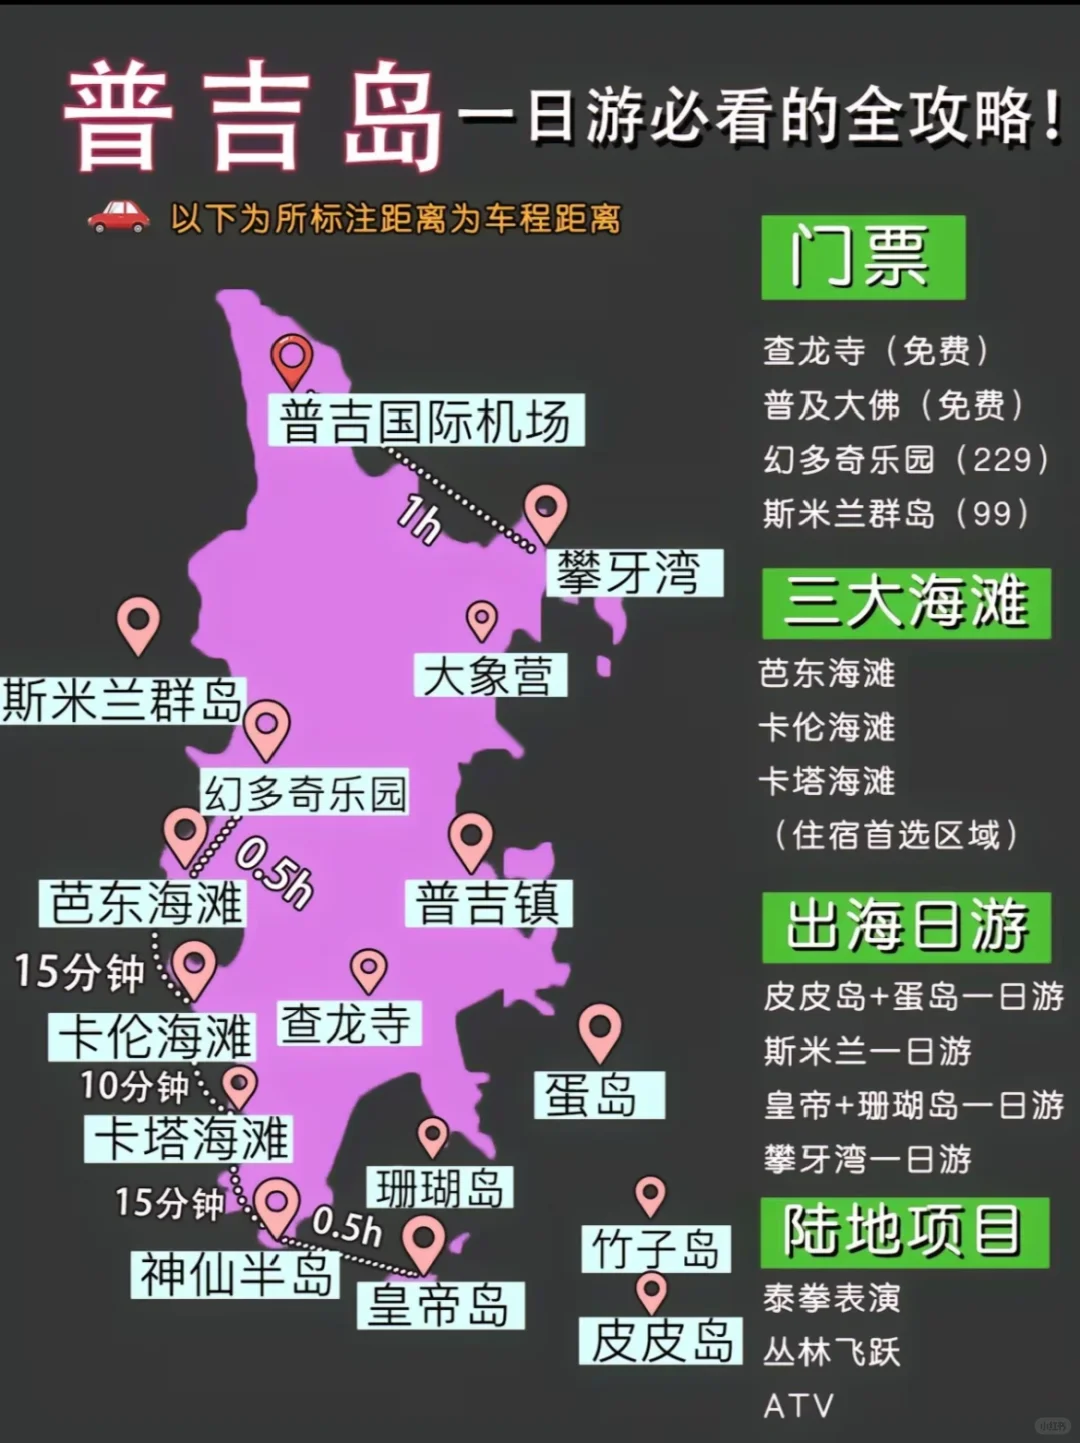 普吉岛一日游必看的全攻略！
以下为所标注距离为车程距离
普吉国际机场
1h
攀牙湾
大象营
斯米兰群岛
幻多奇乐园
0.5h
芭东海滩
普吉镇
15分钟
卡伦海滩
查龙寺
10分钟
卡塔海滩
蛋岛
15分钟
珊瑚岛
0.5h
神仙半岛
皇帝岛
竹子岛
皮皮岛
门票
查龙寺（免费）
普及大佛（免费）
幻多奇乐园（229）
斯米兰群岛（99）
三大海滩
芭东海滩
卡伦海滩
卡塔海滩
（住宿首选区域）
出海日游
皮皮岛+蛋岛一日游
斯米兰一日游
皇帝+珊瑚岛一日游
攀牙湾一日游
陆地项目
泰拳表演
丛林飞跃
ATV
小红书